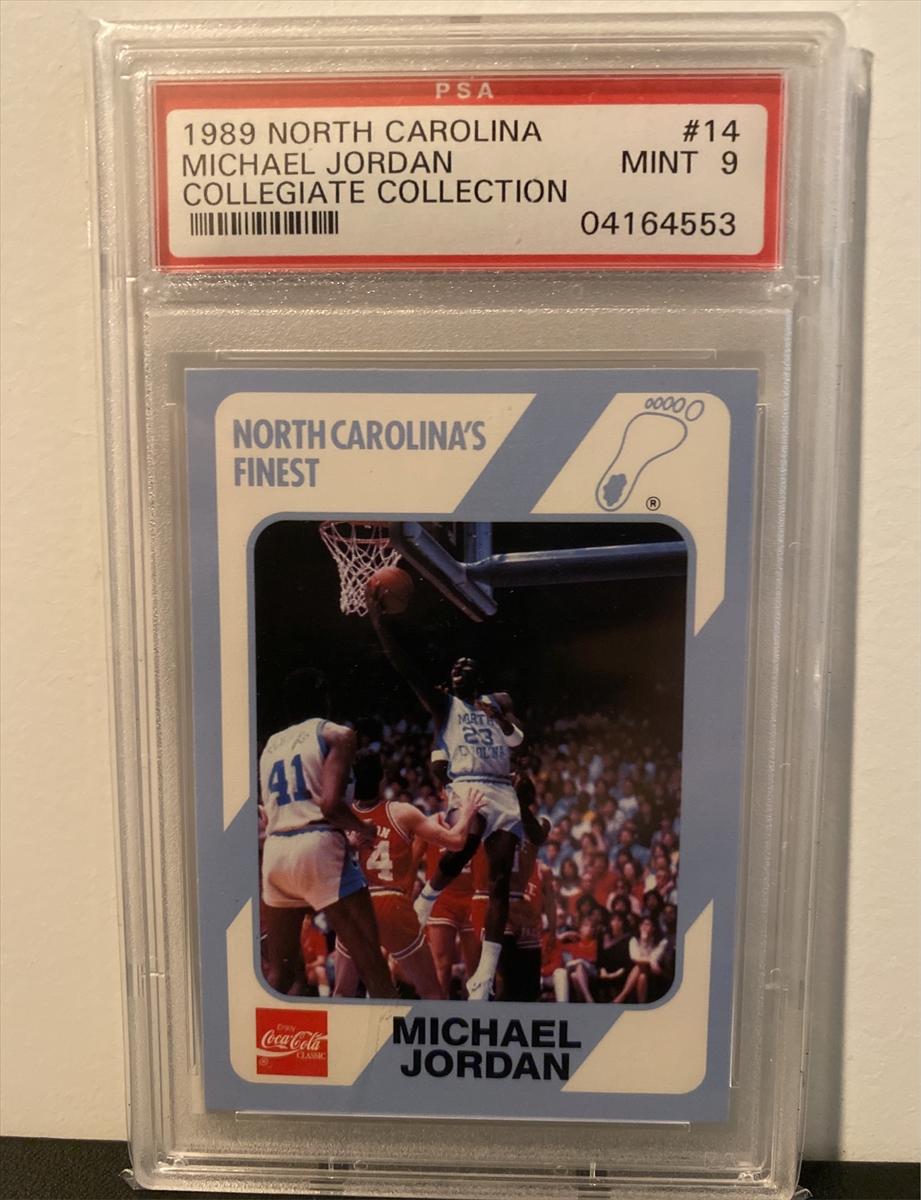 PSA
1989 NORTH CAROLINA #14
MICHAEL JORDAN MINT 9
COLLEGIATE COLLECTION
04164553
NORTH CAROLINA'S
FINEST
®
NORTH
23
CAROLINA
41
4
Enjoy
Coca-Cola
CLASSIC
®
MICHAEL
JORDAN